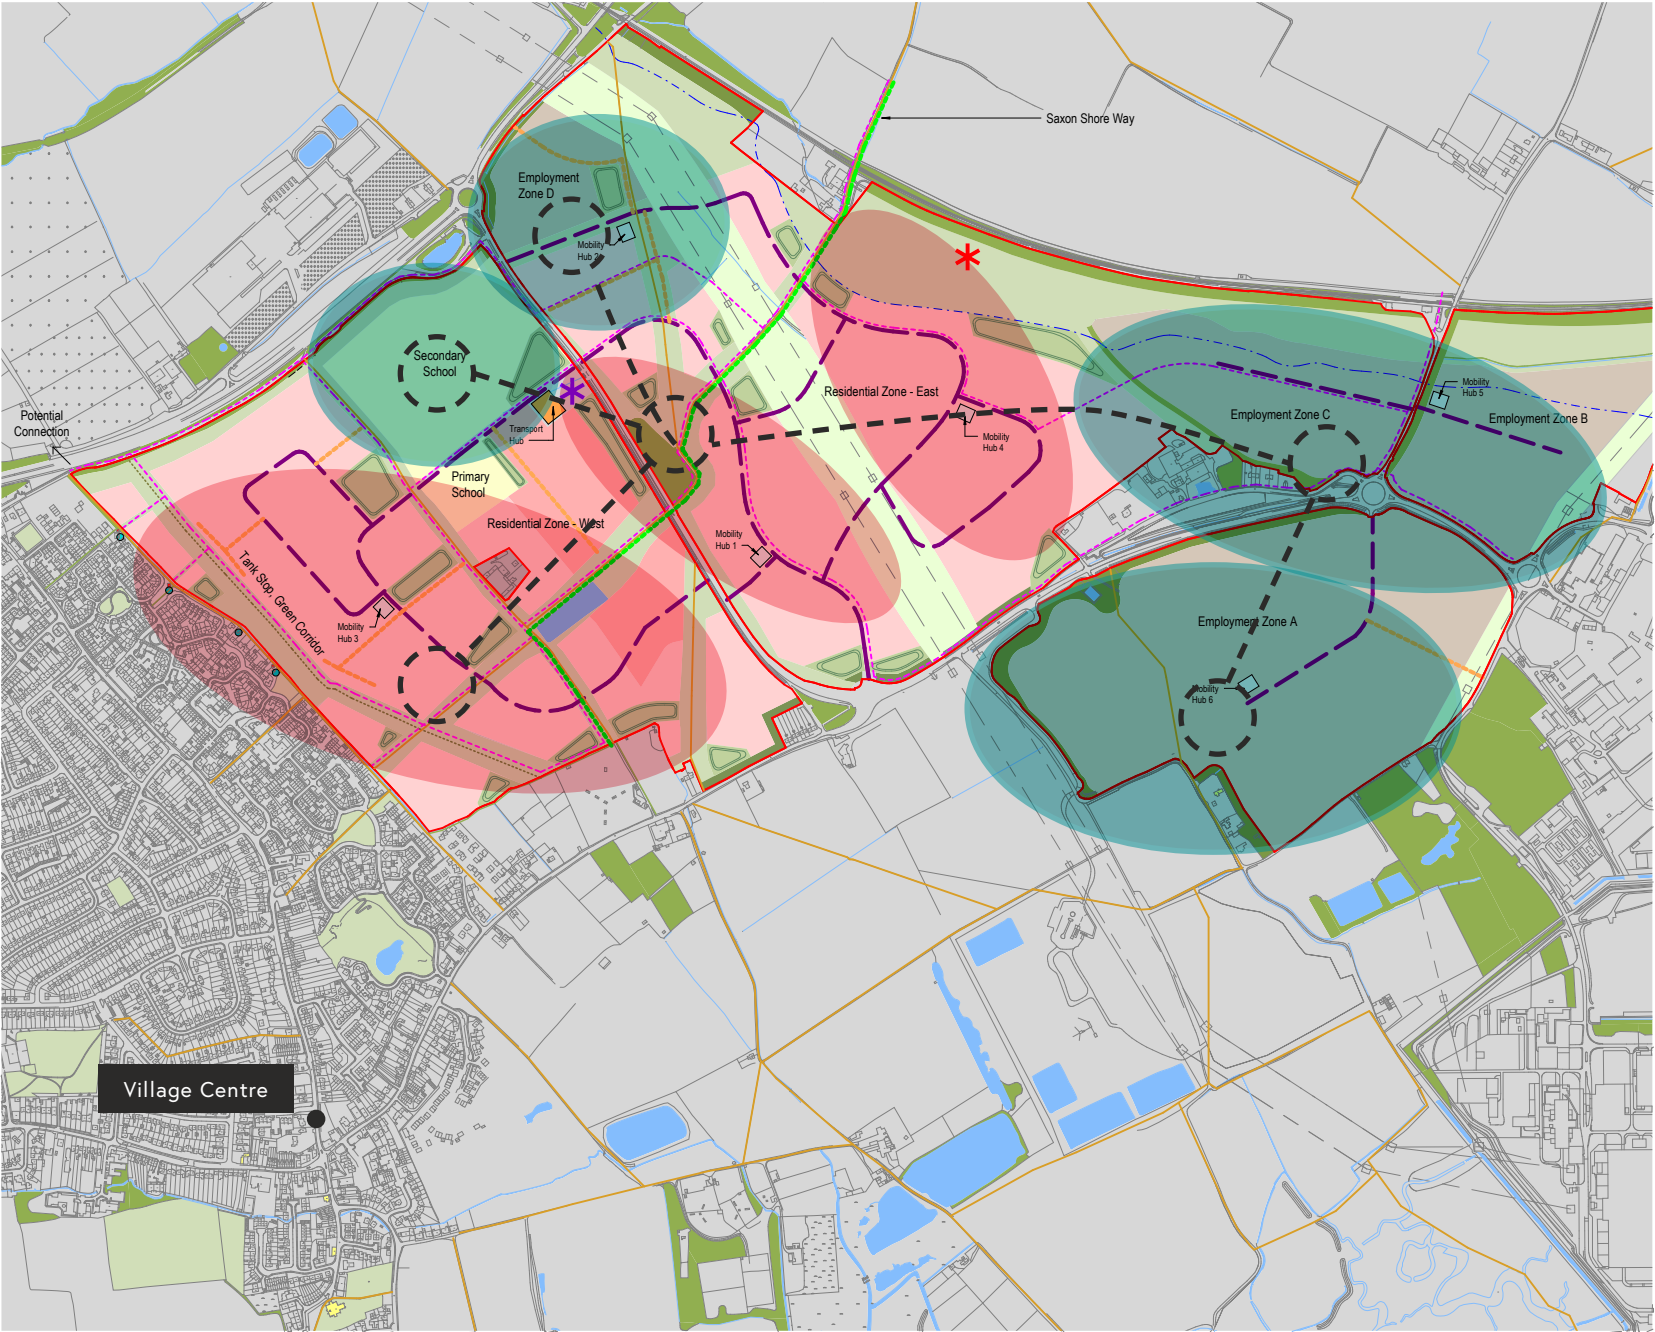 Saxon Shore Way
Employment
Zone D
Mobility
Hub 2
Secondary
School
Potential
Connection
Transport
Hub
Primary
School
Residential Zone - West
Residential Zone - East
Mobility
Hub 4
Mobility
Hub 5
Employment Zone C
Employment Zone B
Mobility
Hub 1
Tank Stop, Green Corridor
Mobility
Hub 3
Employment Zone A
Mobility
Hub 6
Village Centre